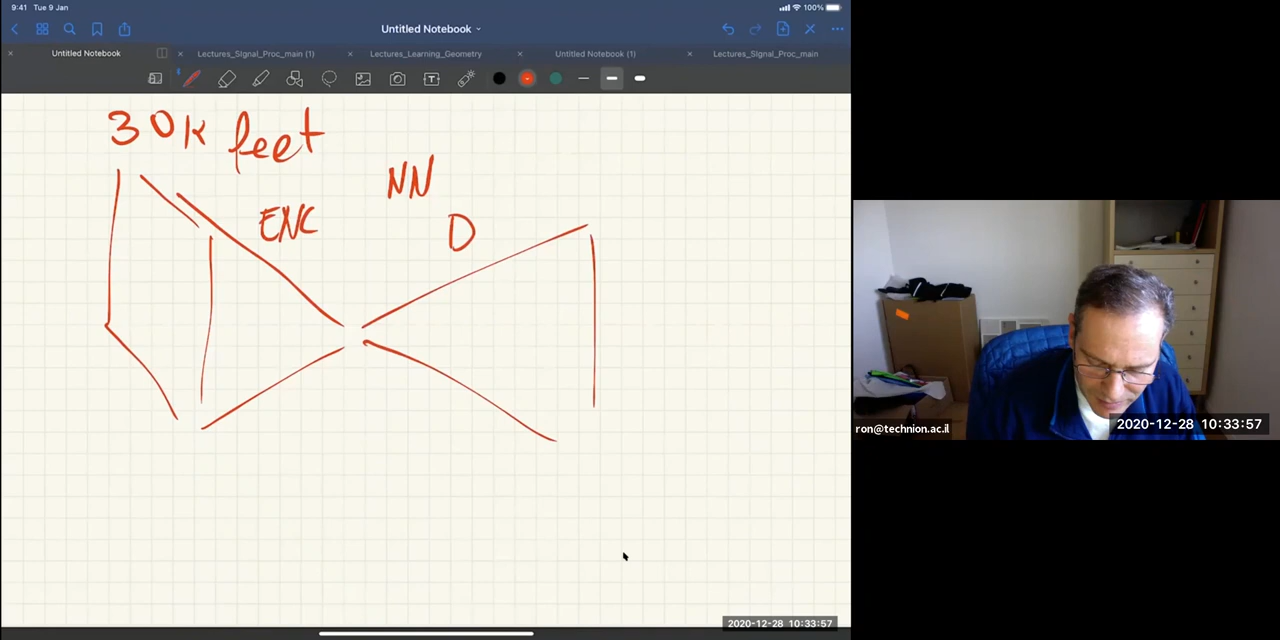 9:41 Tue 9 Jan
100%
Untitled Notebook
Untitled Notebook
Lectures_SIgnal_Proc_main (1)
Lectures_Learning_Geometry
Untitled Notebook (1)
Lectures_SIgnal_Proc_main
T
30K feet
NN
ENC
D
ron@technion.ac.il
2020-12-28 10:33:57
2020-12-28 10:33:57